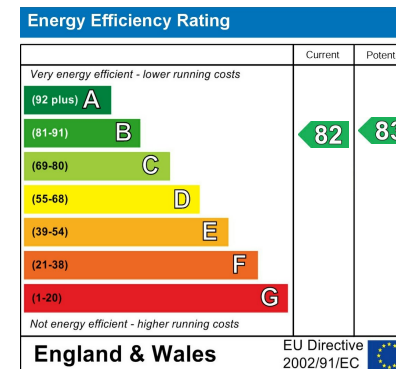 Energy Efficiency Rating
Current Potent
Very energy efficient - lower running costs
(92 plus) A
(81-91) B 82 83
(69-80) C
(55-68) D
(39-54) E
(21-38) F
(1-20) G
Not energy efficient - higher running costs
England & Wales
EU Directive
2002/91/EC